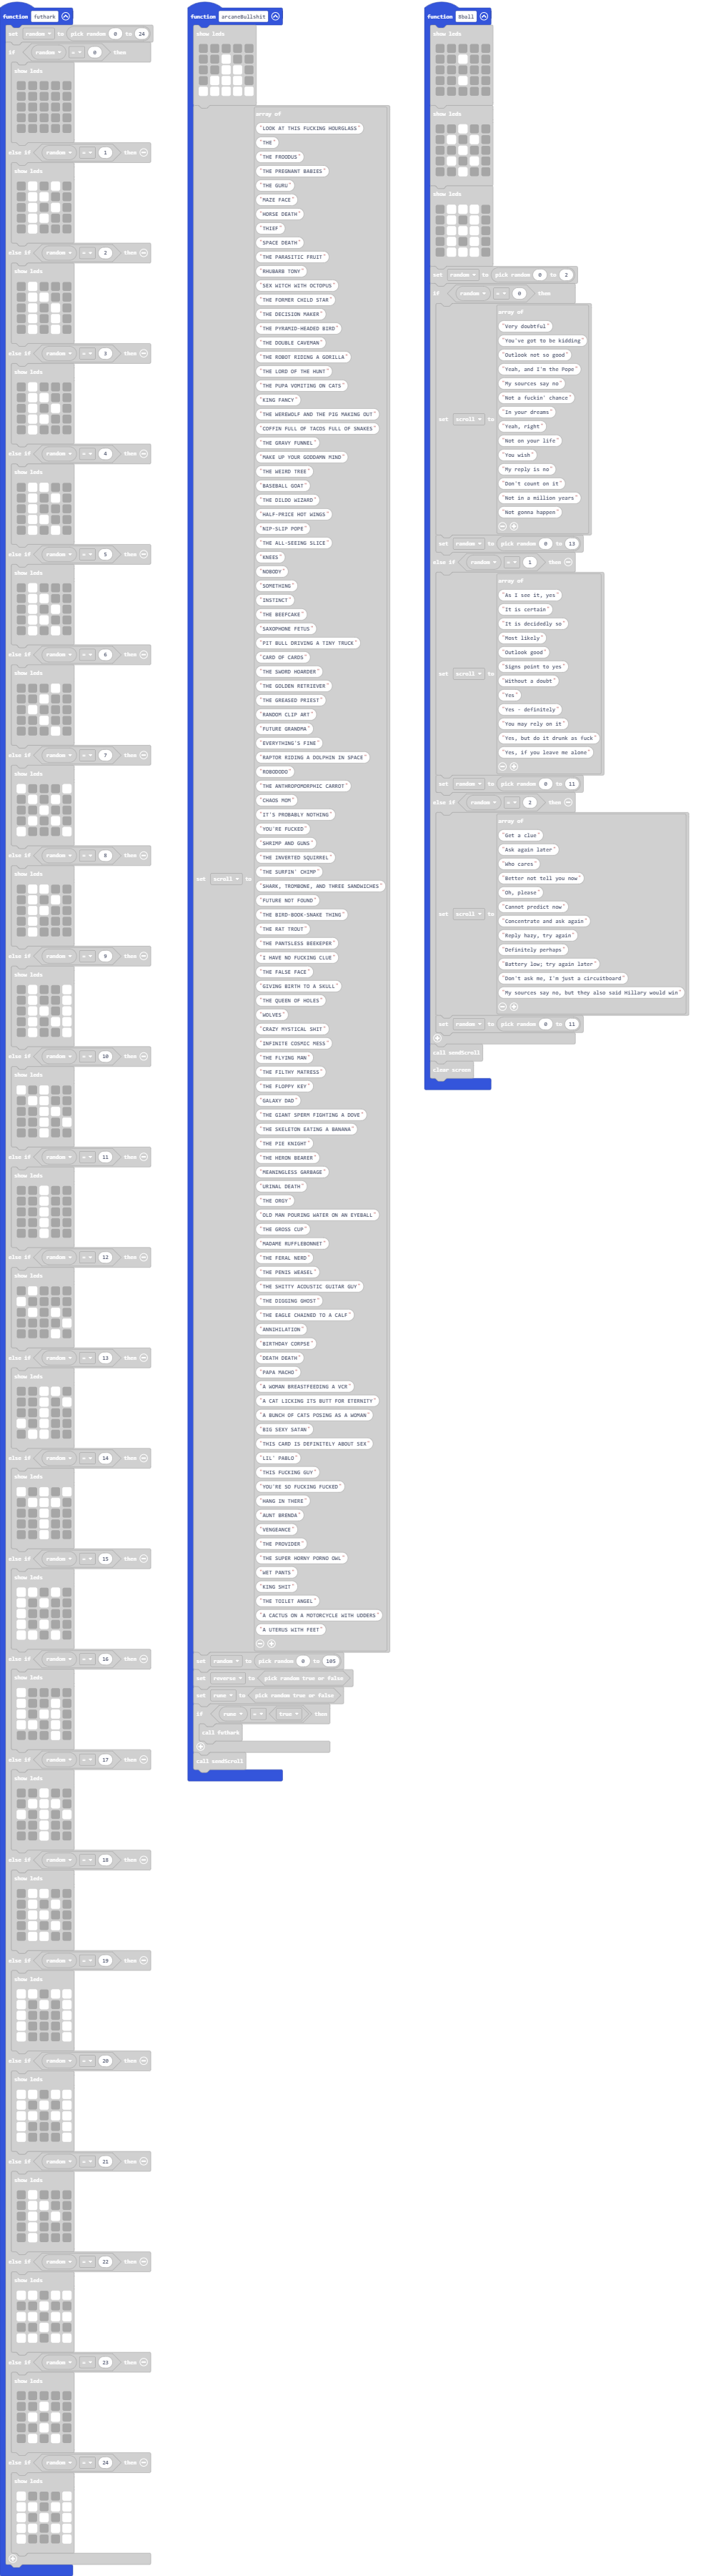 function futhark
set random to pick random 0 to 24
if random = 0 then
show leds
else if random = 1 then
show leds
else if random = 2 then
show leds
else if random = 3 then
show leds
else if random = 4 then
show leds
else if random = 5 then
show leds
else if random = 6 then
show leds
else if random = 7 then
show leds
else if random = 8 then
show leds
else if random = 9 then
show leds
else if random = 10 then
show leds
else if random = 11 then
show leds
else if random = 12 then
show leds
else if random = 13 then
show leds
else if random = 14 then
show leds
else if random = 15 then
show leds
else if random = 16 then
show leds
else if random = 17 then
show leds
else if random = 18 then
show leds
else if random = 19 then
show leds
else if random = 20 then
show leds
else if random = 21 then
show leds
else if random = 22 then
show leds
else if random = 23 then
show leds
else if random = 24 then
show leds
function arcaneBullshit
show leds
set scroll to
array of
"LOOK AT THIS FUCKING HOURGLASS"
"THE"
"THE FROODUS"
"THE PREGNANT BABIES"
"THE GURU"
"MAZE FACE"
"HORSE DEATH"
"THIEF"
"SPACE DEATH"
"THE PARASITIC FRUIT"
"RHUBARB TONY"
"SEX WITCH WITH OCTOPUS"
"THE FORMER CHILD STAR"
"THE DECISION MAKER"
"THE PYRAMID-HEADED BIRD"
"THE DOUBLE CAVEMAN"
"THE ROBOT RIDING A GORILLA"
"THE LORD OF THE HUNT"
"THE PUPA VOMITING ON CATS"
"KING FANCY"
"THE WEREWOLF AND THE PIG MAKING OUT"
"COFFIN FULL OF TACOS FULL OF SNAKES"
"THE GRAVY FUNNEL"
"MAKE UP YOUR GODDAMN MIND"
"THE WEIRD TREE"
"BASEBALL GOAT"
"THE DILDO WIZARD"
"HALF-PRICE HOT WINGS"
"NIP-SLIP POPE"
"THE ALL-SEEING SLICE"
"KNEES"
"NOBODY"
"SOMETHING"
"INSTINCT"
"THE BEEFCAKE"
"SAXOPHONE FETUS"
"PIT BULL DRIVING A TINY TRUCK"
"CARD OF CARDS"
"THE SWORD HOARDER"
"THE GOLDEN RETRIEVER"
"THE GREASED PRIEST"
"RANDOM CLIP ART"
"FUTURE GRANDMA"
"EVERYTHING'S FINE"
"RAPTOR RIDING A DOLPHIN IN SPACE"
"ROBODODO"
"THE ANTHROPOMORPHIC CARROT"
"CHAOS MOM"
"IT'S PROBABLY NOTHING"
"YOU'RE FUCKED"
"SHRIMP AND GUNS"
"THE INVERTED SQUIRREL"
"THE SURFIN' CHIMP"
"SHARK, TROMBONE, AND THREE SANDWICHES"
"FUTURE NOT FOUND"
"THE BIRD-BOOK-SNAKE THING"
"THE RAT TROUT"
"THE PANTSLESS BEEKEPER"
"I HAVE NO FUCKING CLUE"
"THE FALSE FACE"
"GIVING BIRTH TO A SKULL"
"THE QUEEN OF HOLES"
"WOLVES"
"CRAZY MYSTICAL SHIT"
"INFINITE COSMIC MESS"
"THE FLYING MAN"
"THE FILTHY MATRESS"
"THE FLOPPY KEY"
"GALAXY DAD"
"THE GIANT SPERM FIGHTING A DOVE"
"THE SKELETON EATING A BANANA"
"THE PIE KNIGHT"
"THE HERON BEARER"
"MEANINGLESS GARBAGE"
"URINAL DEATH"
"THE ORGY"
"OLD MAN POURING WATER ON AN EYEBALL"
"THE GROSS CUP"
"MADAME RUFFLEBONNET"
"THE FERAL NERD"
"THE PENIS WEASEL"
"THE SHITTY ACOUSTIC GUITAR GUY"
"THE DIGGING GHOST"
"THE EAGLE CHAINED TO A CALF"
"ANNIHILATION"
"BIRTHDAY CORPSE"
"DEATH DEATH"
"PAPA MACHO"
"A WOMAN BREASTFEEDING A VCR"
"A CAT LICKING ITS BUTT FOR ETERNITY"
"A BUNCH OF CATS POSING AS A WOMAN"
"BIG SEXY SATAN"
"THIS CARD IS DEFINITELY ABOUT SEX"
"LIL' PABLO"
"THIS FUCKING GUY"
"YOU'RE SO FUCKING FUCKED"
"HANG IN THERE"
"AUNT BRENDA"
"VENGEANCE"
"THE PROVIDER"
"THE SUPER HORNY PORNO OWL"
"WET PANTS"
"KING SHIT"
"THE TOILET ANGEL"
"A CACTUS ON A MOTORCYCLE WITH UDDERS"
"A UTERUS WITH FEET"
set random to pick random 0 to 105
set reverse to pick random true or false
set rune to pick random true or false
if rune = true then
call futhark
call sendScroll
function 8ball
show leds
show leds
show leds
set random to pick random 0 to 2
if random = 0 then
set scroll to
array of
"Very doubtful"
"You've got to be kidding"
"Outlook not so good"
"Yeah, and I'm the Pope"
"My sources say no"
"Not a fuckin' chance"
"In your dreams"
"Yeah, right"
"Not on your life"
"You wish"
"My reply is no"
"Don't count on it"
"Not in a million years"
"Not gonna happen"
set random to pick random 0 to 13
else if random = 1 then
set scroll to
array of
"As I see it, yes"
"It is certain"
"It is decidedly so"
"Most likely"
"Outlook good"
"Signs point to yes"
"Without a doubt"
"Yes"
"Yes - definitely"
"You may rely on it"
"Yes, but do it drunk as fuck"
"Yes, if you leave me alone"
set random to pick random 0 to 11
else if random = 2 then
set scroll to
array of
"Get a clue"
"Ask again later"
"Who cares"
"Better not tell you now"
"Oh, please"
"Cannot predict now"
"Concentrate and ask again"
"Reply hazy, try again"
"Definitely perhaps"
"Battery low; try again later"
"Don't ask me, I'm just a circuitboard"
"My sources say no, but they also said Hillary would win"
set random to pick random 0 to 11
call sendScroll
clear screen